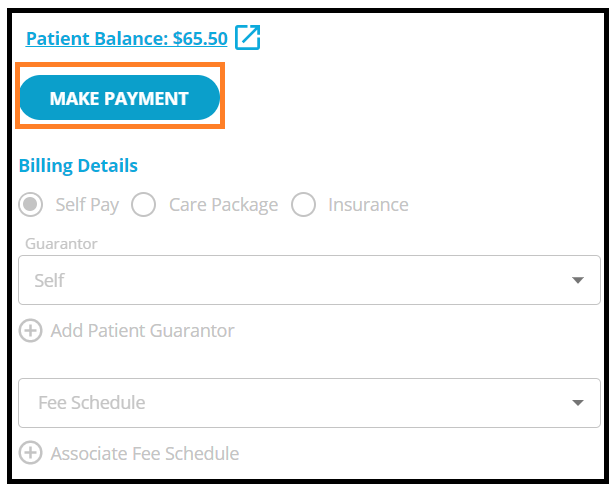 Patient Balance: $65.50
MAKE PAYMENT
Billing Details
Self Pay Care Package Insurance
Guarantor
Self
Add Patient Guarantor
Fee Schedule
Associate Fee Schedule